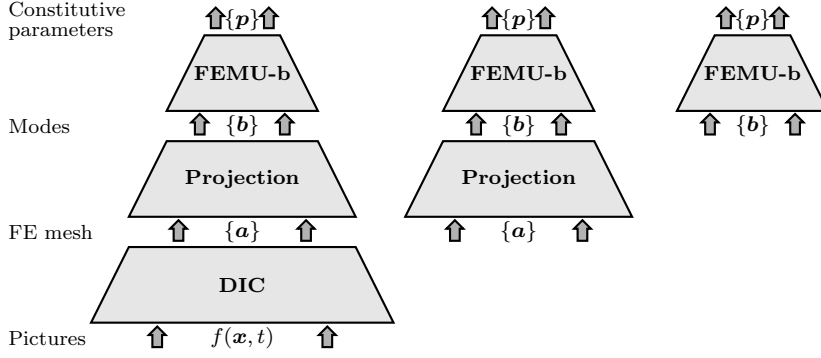 Constitutive
parameters
{p} {p} {p}
FEMU-b FEMU-b FEMU-b
Modes {b} {b} {b}
Projection Projection
FE mesh {a} {a}
DIC
Pictures f(x, t)